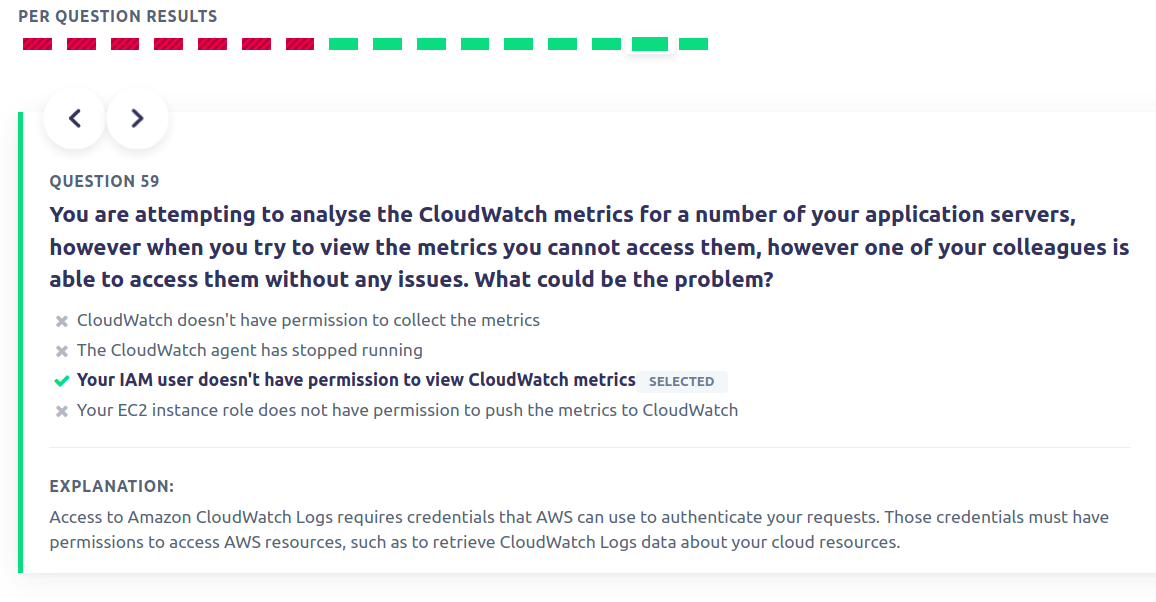 PER QUESTION RESULTS
QUESTION 59
You are attempting to analyse the CloudWatch metrics for a number of your application servers,
however when you try to view the metrics you cannot access them, however one of your colleagues is
able to access them without any issues. What could be the problem?
CloudWatch doesn't have permission to collect the metrics
The CloudWatch agent has stopped running
Your IAM user doesn't have permission to view CloudWatch metrics SELECTED
Your EC2 instance role does not have permission to push the metrics to CloudWatch
EXPLANATION:
Access to Amazon CloudWatch Logs requires credentials that AWS can use to authenticate your requests. Those credentials must have
permissions to access AWS resources, such as to retrieve CloudWatch Logs data about your cloud resources.